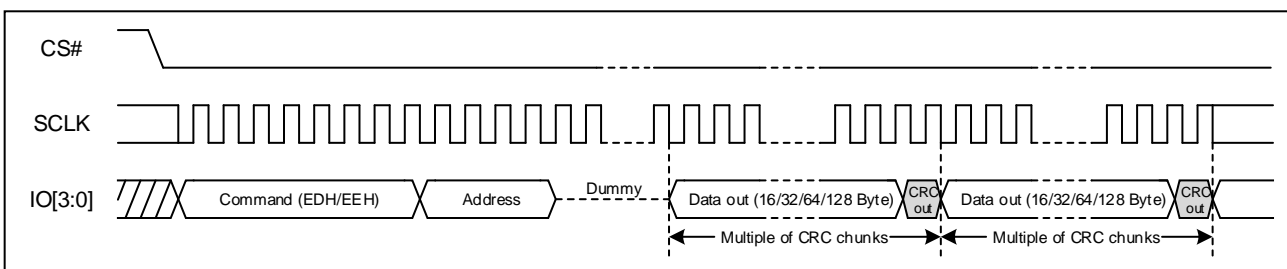 CS#
SCLK
IO[3:0]
Command (EDH/EEH)
Address
Dummy
Data out (16/32/64/128 Byte)
CRC
out
Data out (16/32/64/128 Byte)
CRC
out
Multiple of CRC chunks
Multiple of CRC chunks